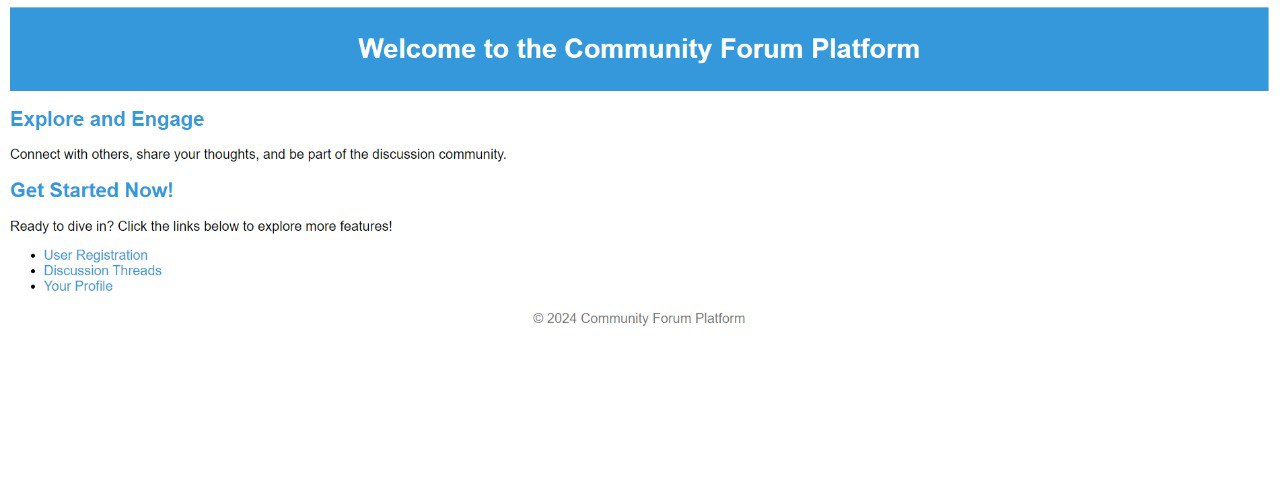 Welcome to the Community Forum Platform
Explore and Engage
Connect with others, share your thoughts, and be part of the discussion community.
Get Started Now!
Ready to dive in? Click the links below to explore more features!
User Registration
Discussion Threads
Your Profile
© 2024 Community Forum Platform